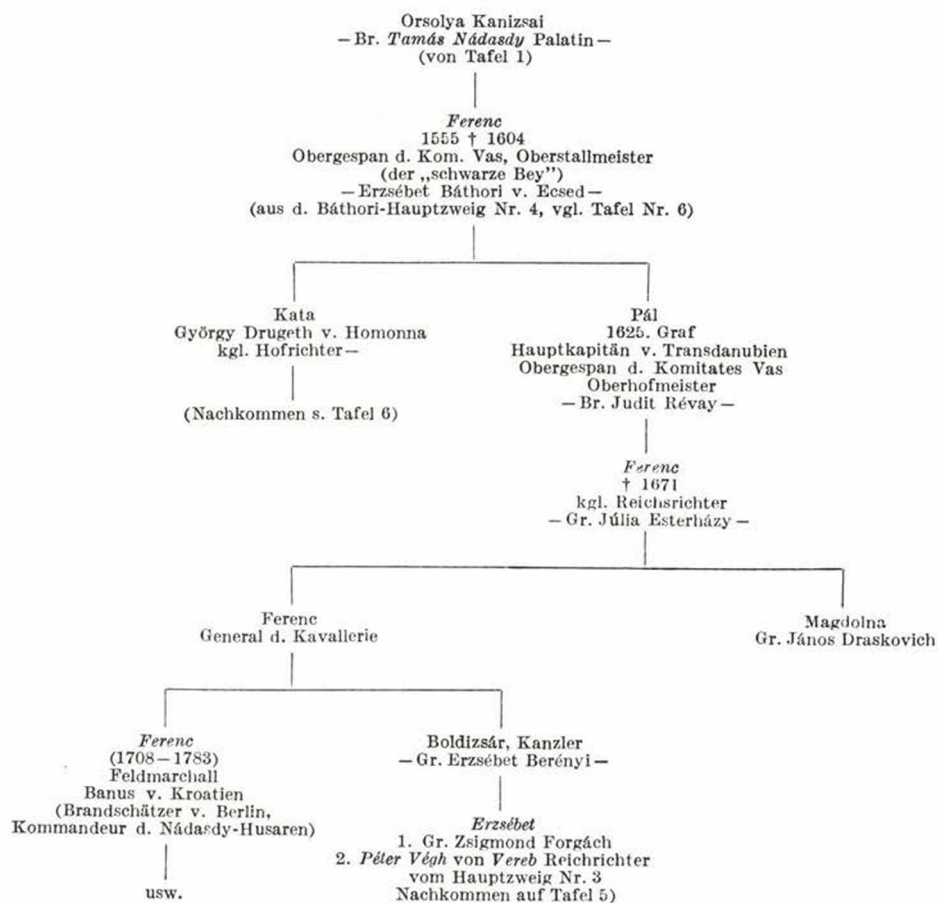 Orsolya Kanizsai
—Br. Tamás Nádasdy Palatin—
(von Tafel 1)
Ferenc
1555 † 1604
Obergespan d. Kom. Vas, Oberstallmeister
(der „schwarze Bey”)
—Erzsébet Báthori v. Ecsed—
(aus d. Báthori-Hauptzweig Nr. 4, vgl. Tafel Nr. 6)
Kata
György Drugeth v. Homonna
kgl. Hofrichter—
(Nachkommen s. Tafel 6)
Pál
1625. Graf
Hauptkapitän v. Transdanubien
Obergespan d. Komitates Vas
Oberhofmeister
—Br. Judit Révay—
Ferenc
† 1671
kgl. Reichsrichter
—Gr. Júlia Esterházy—
Ferenc
General d. Kavallerie
Magdolna
Gr. János Draskovich
Ferenc
(1708—1783)
Feldmarchall
Banus v. Kroatien
(Brandschätzer v. Berlin,
Kommandeur d. Nádasdy-Husaren)
usw.
Boldizsár, Kanzler
—Gr. Erzsébet Berényi—
Erzsébet
1. Gr. Zsigmond Forgách
2. Péter Végh von Vereb Reichrichter
vom Hauptzweig Nr. 3
Nachkommen auf Tafel 5)